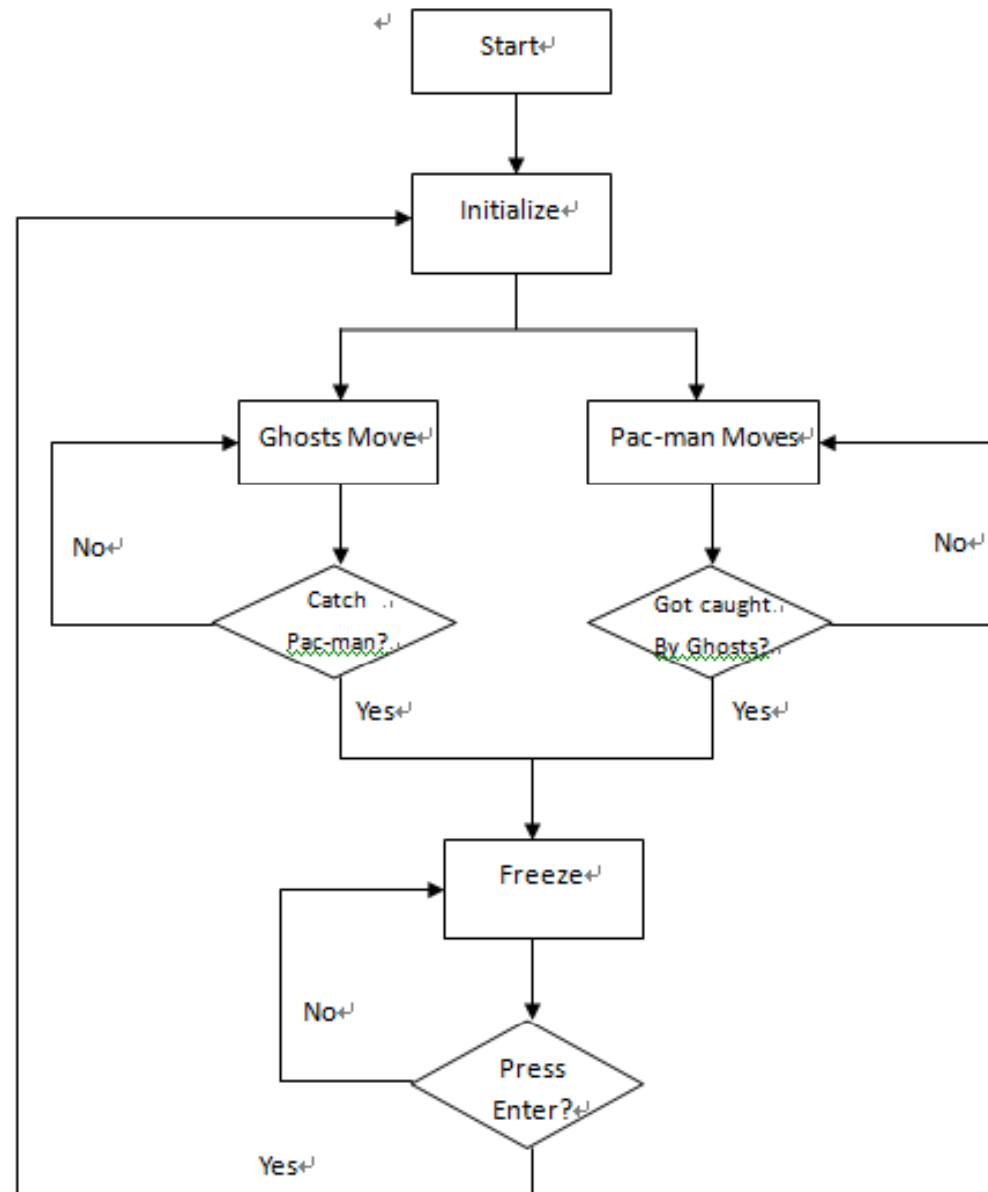 Start
Initialize
Ghosts Move
Pac-man Moves
No
No
Catch
Pac-man?
Got caught
By Ghosts?
Yes
Yes
Freeze
No
Press
Enter?
Yes